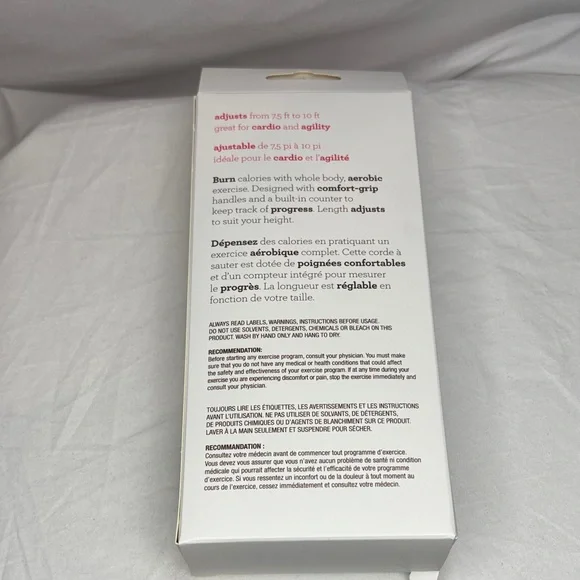 adjusts from 7.5 ft to 10 ft
great for cardio and agility
ajustable de 7,5 pi à 10 pi
idéale pour le cardio et l'agilité
Burn calories with whole body, aerobic
exercise. Designed with comfort-grip
handles and a built-in counter to
keep track of progress. Length adjusts
to suit your height.
Dépensez des calories en pratiquant un
exercice aérobique complet. Cette corde à
sauter est dotée de poignées confortables
et d'un compteur intégré pour mesurer
le progrès. La longueur est réglable en
fonction de votre taille.
ALWAYS READ LABELS, WARNINGS, INSTRUCTIONS BEFORE USAGE.
DO NOT USE SOLVENTS, DETERGENTS, CHEMICALS OR BLEACH ON THIS
PRODUCT. WASH BY HAND ONLY AND HANG TO DRY.
RECOMMENDATION:
Before starting any exercise program, consult your physician. You must make
sure that you do not have any medical or health conditions that could affect
the safety and effectiveness of your exercise program. If at any time during your
exercise you are experiencing discomfort or pain, stop the exercise immediately and
consult your physician.
TOUJOURS LIRE LES ÉTIQUETTES, LES AVERTISSEMENTS ET LES INSTRUCTIONS
AVANT L'UTILISATION. NE PAS UTILISER DE SOLVANTS, DE DÉTERGENTS,
DE PRODUITS CHIMIQUES OU D'AGENTS DE BLANCHIMENT SUR CE PRODUIT.
LAVER À LA MAIN SEULEMENT ET SUSPENDRE POUR SÉCHER.
RECOMMANDATION :
Consultez votre médecin avant de commencer tout programme d'exercice.
Vous devez vous assurer que vous n'avez aucun problème de santé ni condition
médicale qui pourrait affecter la sécurité et l'efficacité de votre programme
d'exercice. Si vous ressentez un inconfort ou de la douleur à tout moment au
cours de l'exercice, cessez immédiatement et consultez votre médecin.